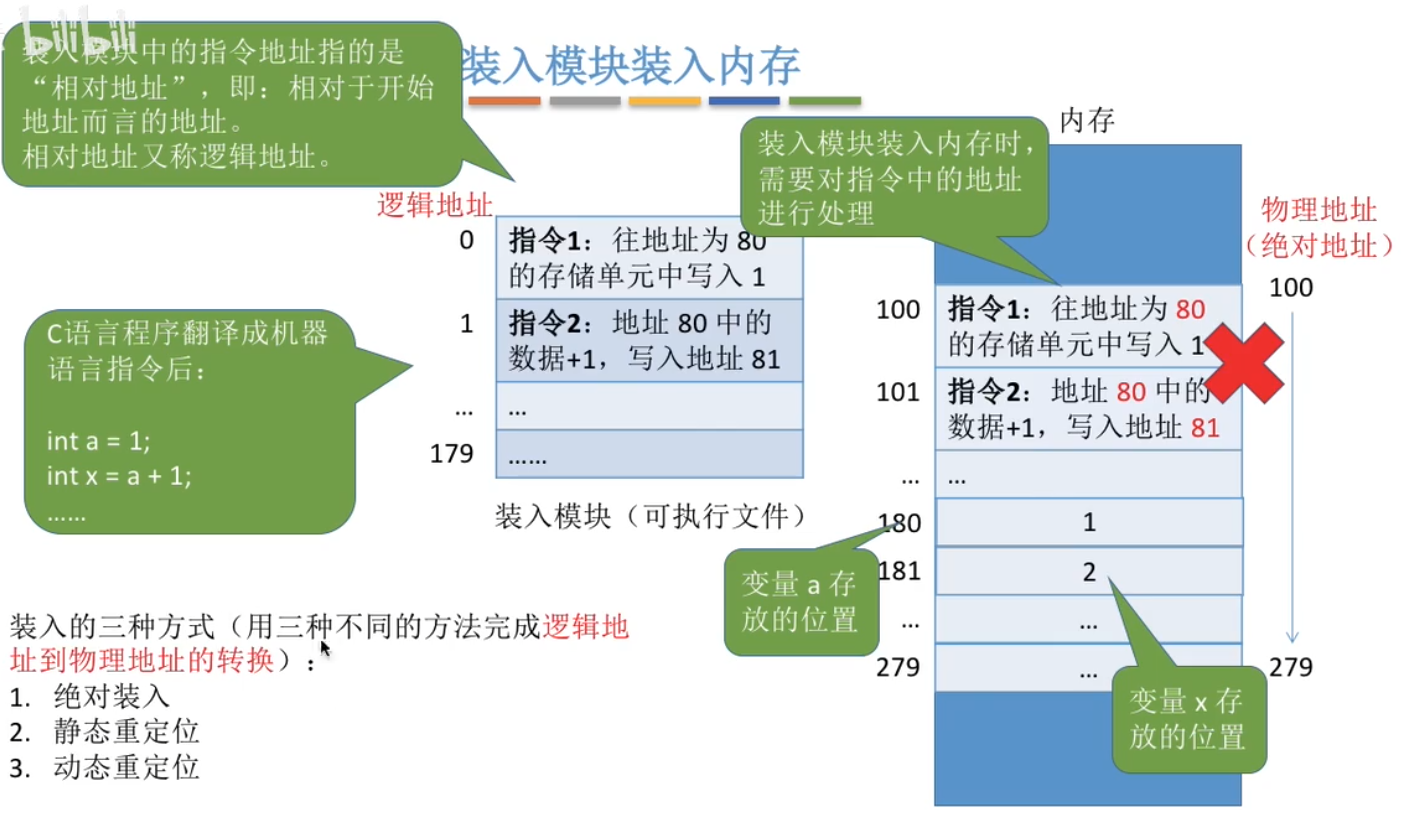 bilibili
装入模块装入内存
装入模块中的指令地址指的是
“相对地址”，即：相对于开始
地址而言的地址。
相对地址又称逻辑地址。
逻辑地址
0
指令1：往地址为 80
的存储单元中写入 1
1
指令2：地址 80 中的
数据+1，写入地址 81
...
...
179
......
装入模块（可执行文件）
C语言程序翻译成机器
语言指令后：
int a = 1;
int x = a + 1;
......
装入模块装入内存时，
需要对指令中的地址
进行处理
内存
物理地址
（绝对地址）
100
279
100
指令1：往地址为 80
的存储单元中写入 1
101
指令2：地址 80 中的
数据+1，写入地址 81
...
...
180
1
181
2
...
...
279
...
变量 a 存
放的位置
变量 x 存
放的位置
装入的三种方式（用三种不同的方法完成逻辑地
址到物理地址的转换）：
1. 绝对装入
2. 静态重定位
3. 动态重定位